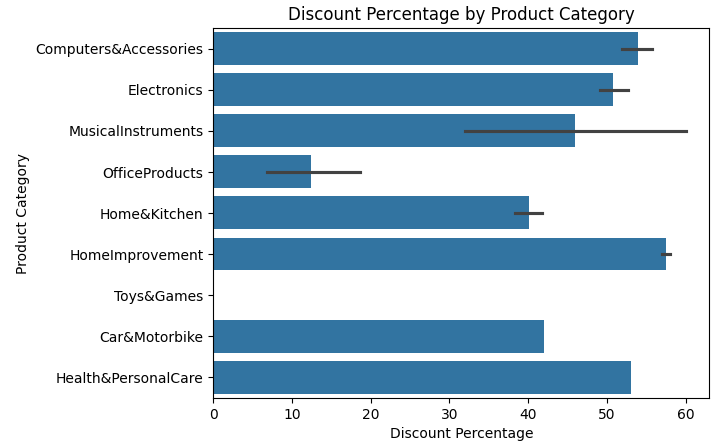 Discount Percentage by Product Category
Product Category
Computers&Accessories
Electronics
MusicalInstruments
OfficeProducts
Home&Kitchen
HomeImprovement
Toys&Games
Car&Motorbike
Health&PersonalCare
0 10 20 30 40 50 60
Discount Percentage